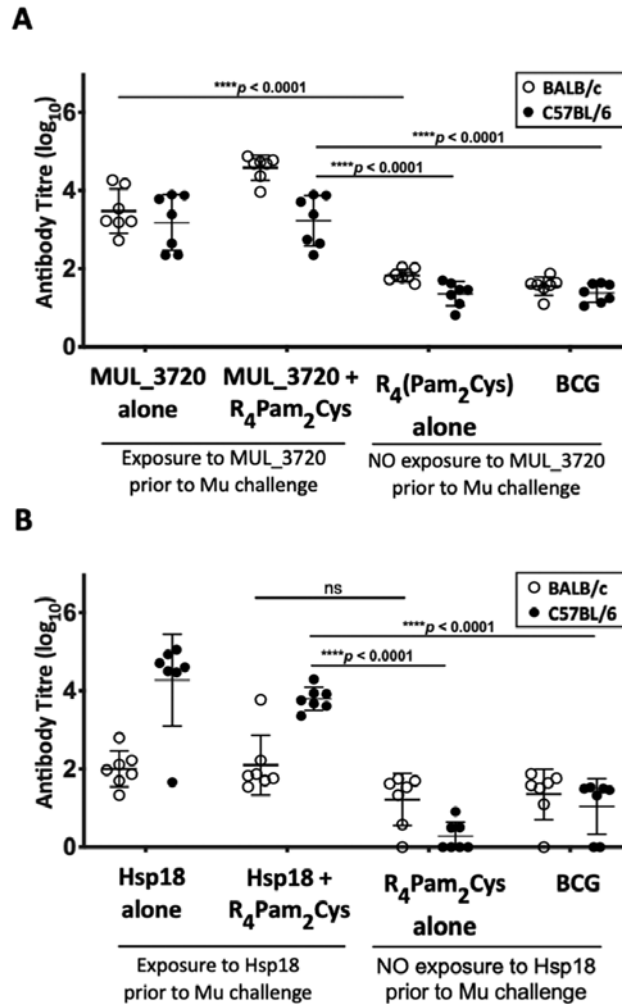 A
****p < 0.0001
○ BALB/c
● C57BL/6
****p < 0.0001
****p < 0.0001
Antibody Titre (log₁₀)
6
4
2
0
MUL_3720 alone
MUL_3720 + R₄Pam₂Cys
R₄(Pam₂Cys) alone
BCG
Exposure to MUL_3720
prior to Mu challenge
NO exposure to MUL_3720
prior to Mu challenge
B
ns
○ BALB/c
● C57BL/6
****p < 0.0001
****p < 0.0001
Antibody Titre (log₁₀)
6
4
2
0
Hsp18 alone
Hsp18 + R₄Pam₂Cys
R₄Pam₂Cys alone
BCG
Exposure to Hsp18
prior to Mu challenge
NO exposure to Hsp18
prior to Mu challenge